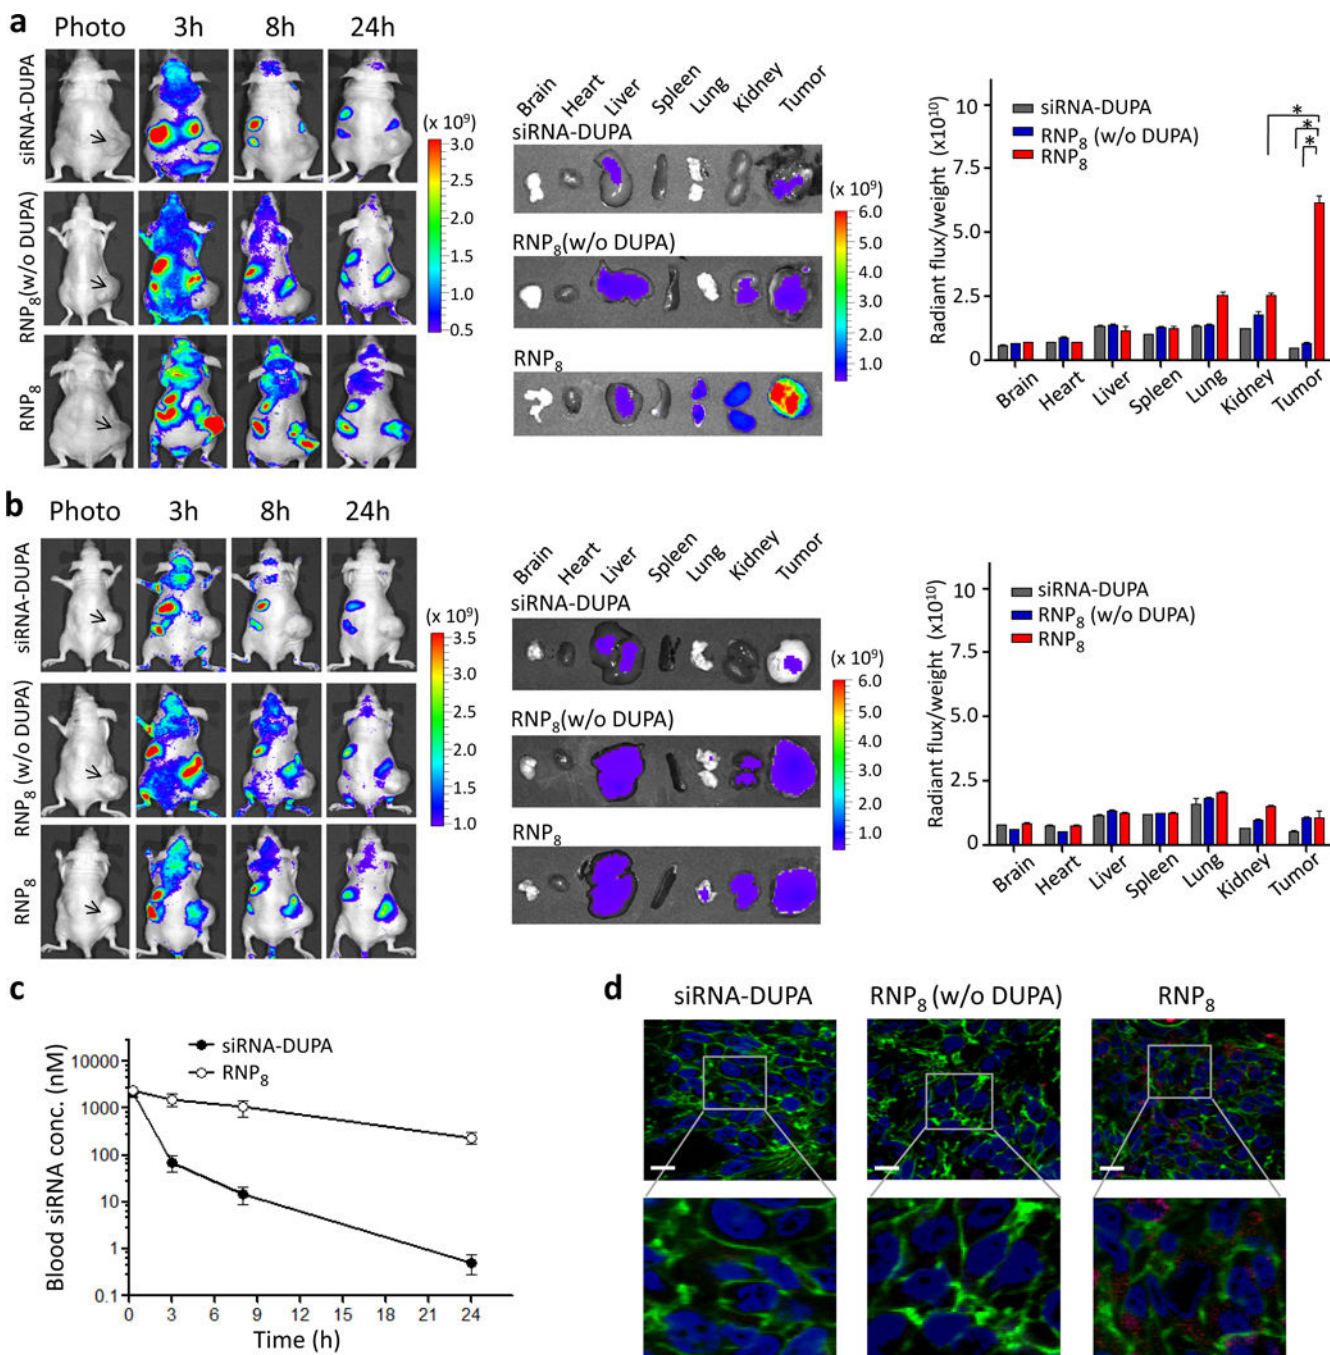 a
Photo 3h 8h 24h
siRNA-DUPA
RNP8 (w/o DUPA)
RNP8
(x 10⁹)
3.0
2.5
2.0
1.5
1.0
0.5
Brain Heart Liver Spleen Lung Kidney Tumor
siRNA-DUPA
RNP8(w/o DUPA)
RNP8
(x 10⁹)
6.0
5.0
4.0
3.0
2.0
1.0
Radiant flux/weight (x10¹⁰)
10
7.5
5.0
2.5
0
siRNA-DUPA
RNP8 (w/o DUPA)
RNP8
*
*
*
Brain Heart Liver Spleen Lung Kidney Tumor
b
Photo 3h 8h 24h
siRNA-DUPA
RNP8 (w/o DUPA)
RNP8
(x 10⁹)
3.5
3.0
2.5
2.0
1.5
1.0
Brain Heart Liver Spleen Lung Kidney Tumor
siRNA-DUPA
RNP8(w/o DUPA)
RNP8
(x 10⁹)
6.0
5.0
4.0
3.0
2.0
1.0
Radiant flux/weight (x10¹⁰)
10
7.5
5.0
2.5
0
siRNA-DUPA
RNP8 (w/o DUPA)
RNP8
Brain Heart Liver Spleen Lung Kidney Tumor
c
Blood siRNA conc. (nM)
10000
1000
100
10
1
0.1
siRNA-DUPA
RNP8
0 3 6 9 12 15 18 21 24
Time (h)
d
siRNA-DUPA RNP8 (w/o DUPA) RNP8